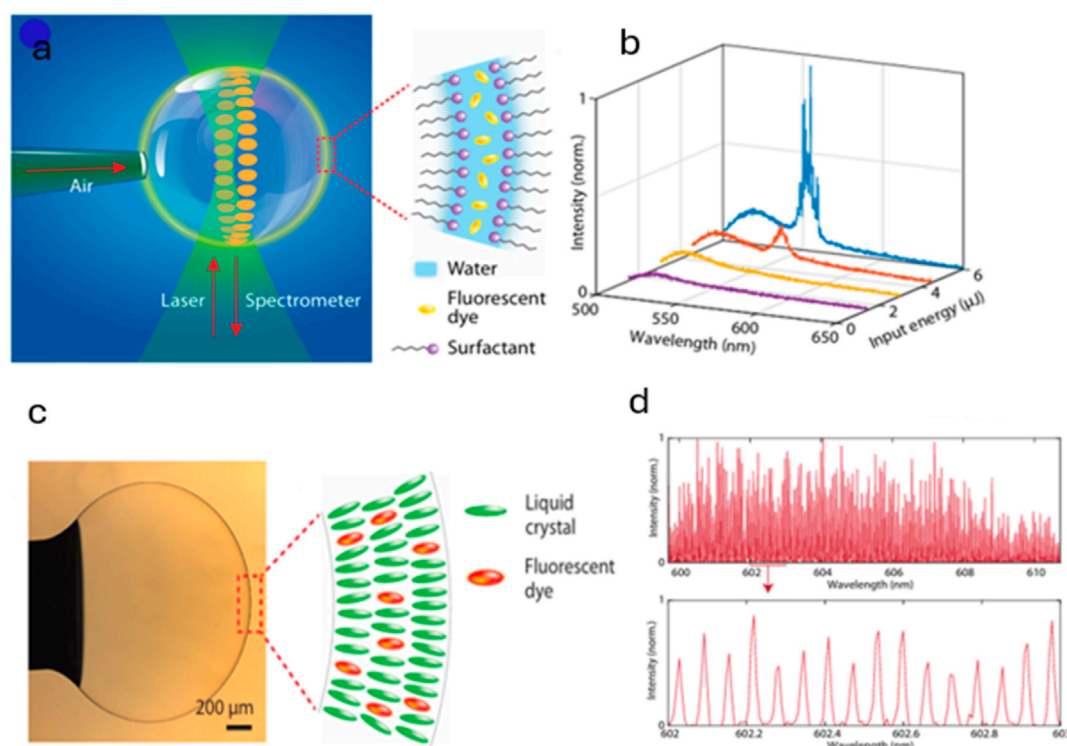 a
Air
Laser
Spectrometer
Water
Fluorescent
dye
Surfactant
b
Intensity (norm.)
1
0
500
550
600
650
Wavelength (nm)
0
2
4
6
Input energy (µJ)
c
200 µm
Liquid
crystal
Fluorescent
dye
d
Intensity (norm.)
1
0
600
602
604
606
608
610
Wavelength (nm)
Intensity (norm.)
1
0
602
602.2
602.4
602.6
602.8
Wavelength (nm)